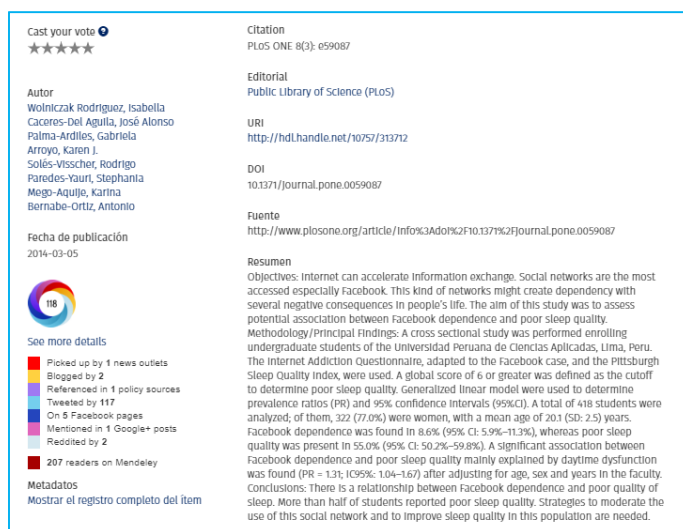 Cast your vote ?
Autor
Wolniczak Rodriguez, Isabella
Caceres-Del Aguila, José Alonso
Palma-Ardiles, Gabriela
Arroyo, Karen J.
Solés-Visscher, Rodrigo
Paredes-Yauri, Stephania
Mego-Aquije, Karina
Bernabe-Ortiz, Antonio
Fecha de publicación
2014-03-05
118
See more details
Picked up by 1 news outlets
Blogged by 2
Referenced in 1 policy sources
Tweeted by 117
On 5 Facebook pages
Mentioned in 1 Google+ posts
Reddited by 2
207 readers on Mendeley
Metadatos
Mostrar el registro completo del ítem
Citation
PLoS ONE 8(3): e59087
Editorial
Public Library of Science (PLoS)
URI
http://hdl.handle.net/10757/313712
DOI
10.1371/journal.pone.0059087
Fuente
http://www.plosone.org/article/info%3Adoi%2F10.1371%2Fjournal.pone.0059087
Resumen
Objectives: Internet can accelerate information exchange. Social networks are the most
accessed especially Facebook. This kind of networks might create dependency with
several negative consequences in people's life. The aim of this study was to assess
potential association between Facebook dependence and poor sleep quality.
Methodology/Principal Findings: A cross sectional study was performed enrolling
undergraduate students of the Universidad Peruana de Ciencias Aplicadas, Lima, Peru.
The Internet Addiction Questionnaire, adapted to the Facebook case, and the Pittsburgh
Sleep Quality Index, were used. A global score of 6 or greater was defined as the cutoff
to determine poor sleep quality. Generalized linear model were used to determine
prevalence ratios (PR) and 95% confidence intervals (95%CI). A total of 418 students were
analyzed; of them, 322 (77.0%) were women, with a mean age of 20.1 (SD: 2.5) years.
Facebook dependence was found in 8.6% (95% CI: 5.9%–11.3%), whereas poor sleep
quality was present in 55.0% (95% CI: 50.2%–59.8%). A significant association between
Facebook dependence and poor sleep quality mainly explained by daytime dysfunction
was found (PR = 1.31; IC95%: 1.04–1.67) after adjusting for age, sex and years in the faculty.
Conclusions: There is a relationship between Facebook dependence and poor quality of
sleep. More than half of students reported poor sleep quality. Strategies to moderate the
use of this social network and to improve sleep quality in this population are needed.